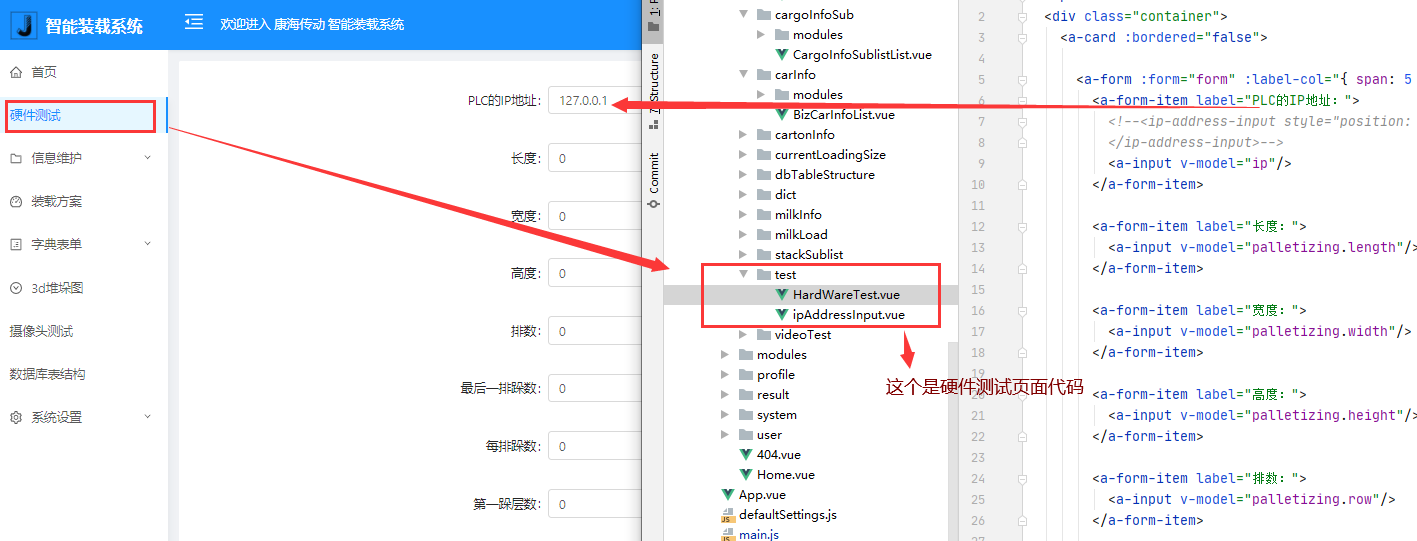 智能装载系统
欢迎进入 康海传动 智能装载系统
首页
硬件测试
信息维护
装载方案
字典表单
3d堆垛图
摄像头测试
数据库表结构
系统设置
PLC的IP地址:
127.0.0.1
长度:
0
宽度:
0
高度:
0
排数:
0
最后一排跺数:
0
每排跺数:
0
第一跺层数:
0
Structure
Commit
cargoInfoSub
modules
CargoInfoSublistList.vue
carInfo
modules
BizCarInfoList.vue
cartonInfo
currentLoadingSize
dbTableStructure
dict
milkInfo
milkLoad
stackSublist
test
HardWareTest.vue
ipAddressInput.vue
videoTest
modules
profile
result
system
user
404.vue
Home.vue
App.vue
defaultSettings.js
main.js
这个是硬件测试页面代码
2 <div class="container">
3 <a-card :bordered="false">
4
5 <a-form :form="form" :label-col="{ span: 5
6 <a-form-item label="PLC的IP地址：">
7 <!--<ip-address-input style="position:
8 </ip-address-input>-->
9 <a-input v-model="ip"/>
10 </a-form-item>
11
12 <a-form-item label="长度：">
13 <a-input v-model="palletizing.length"/>
14 </a-form-item>
15
16 <a-form-item label="宽度：">
17 <a-input v-model="palletizing.width"/>
18 </a-form-item>
19
20 <a-form-item label="高度：">
21 <a-input v-model="palletizing.height"/>
22 </a-form-item>
23
24 <a-form-item label="排数：">
25 <a-input v-model="palletizing.row"/>
26 </a-form-item>